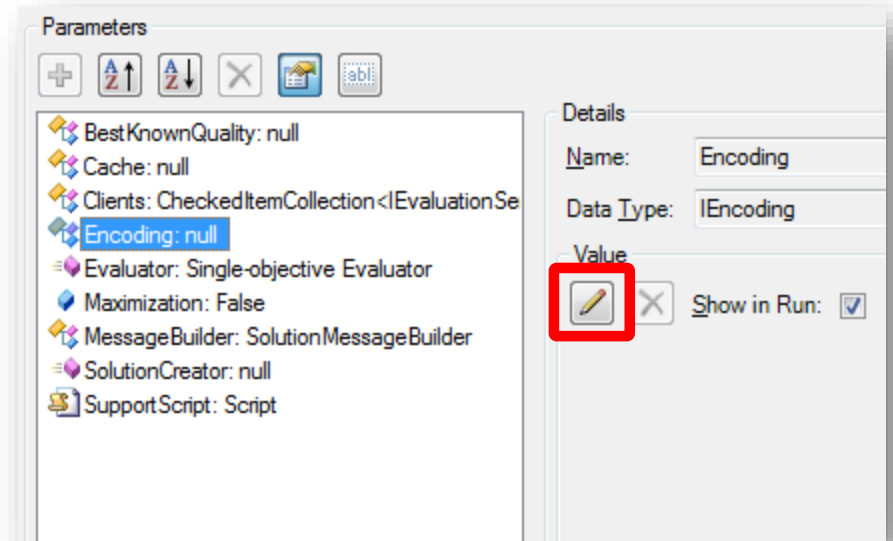 Parameters
A
Z
A
Z
abl
BestKnownQuality: null
Cache: null
Clients: CheckedItemCollection<IEvaluationSe
Encoding: null
Evaluator: Single-objective Evaluator
Maximization: False
MessageBuilder: SolutionMessageBuilder
SolutionCreator: null
SupportScript: Script
Details
Name: Encoding
Data Type: IEncoding
Value
Show in Run: